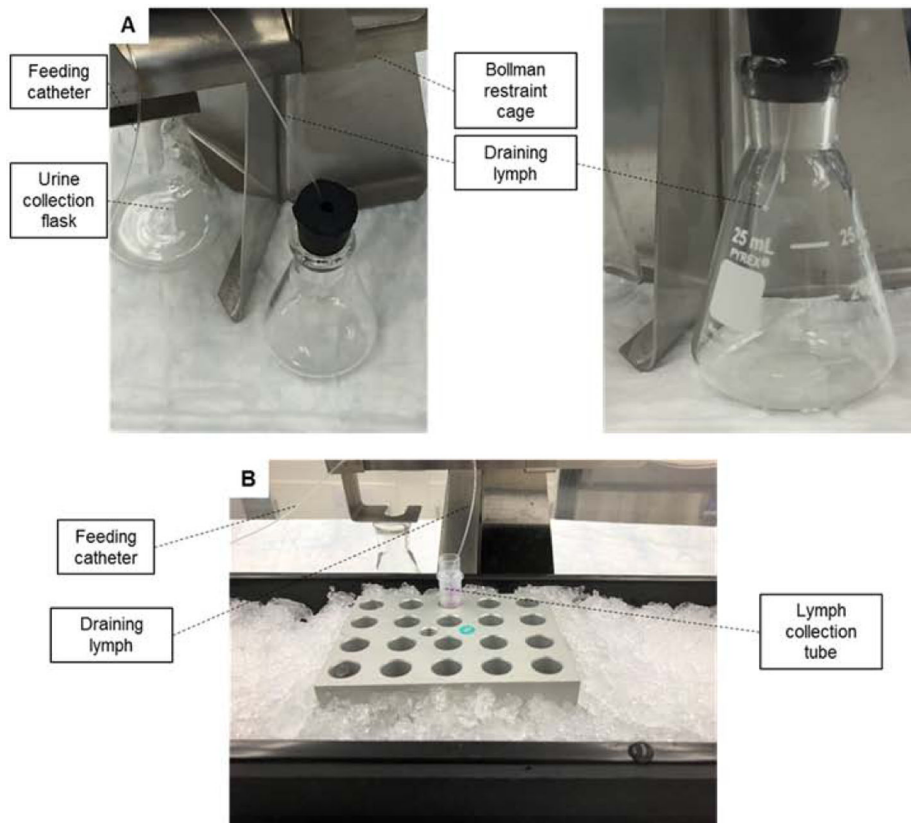 A
Feeding
catheter
Urine
collection
flask
Bollman
restraint
cage
Draining
lymph
25 mL
PYREX®
25
B
Feeding
catheter
Draining
lymph
Lymph
collection
tube